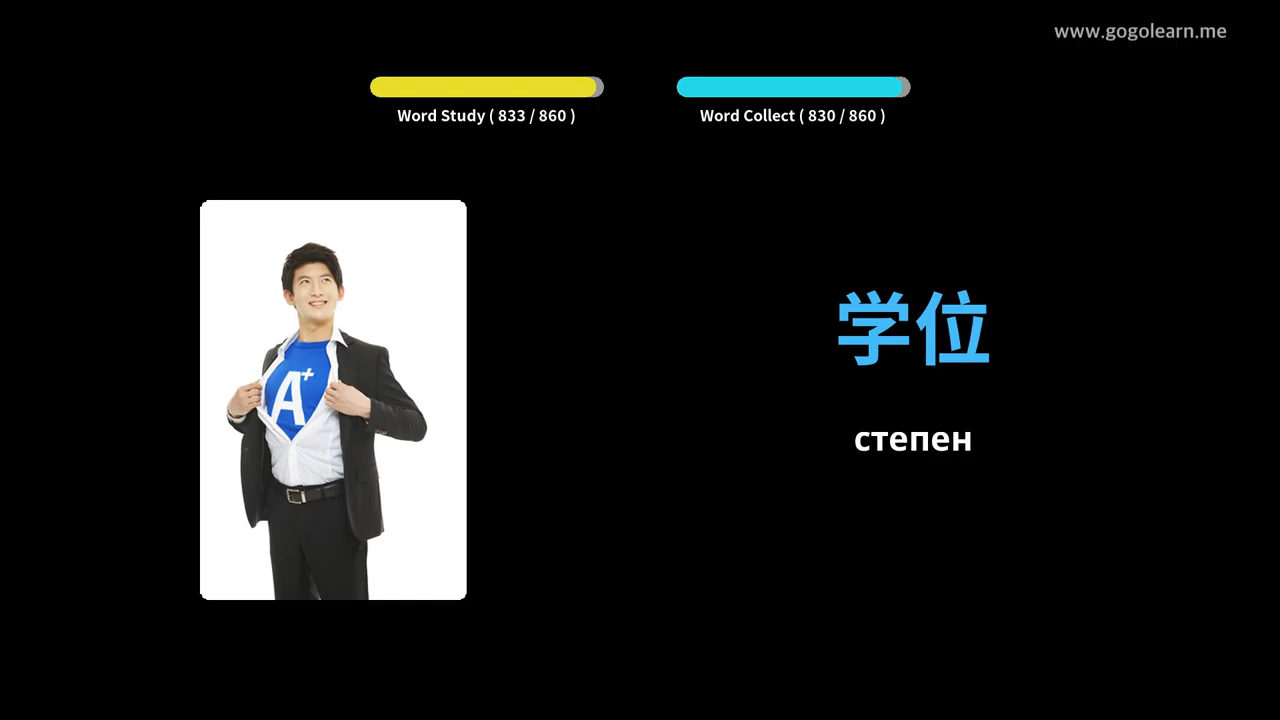 www.gogolearn.me
Word Study ( 833 / 860 )
Word Collect ( 830 / 860 )
A+
学位
степен